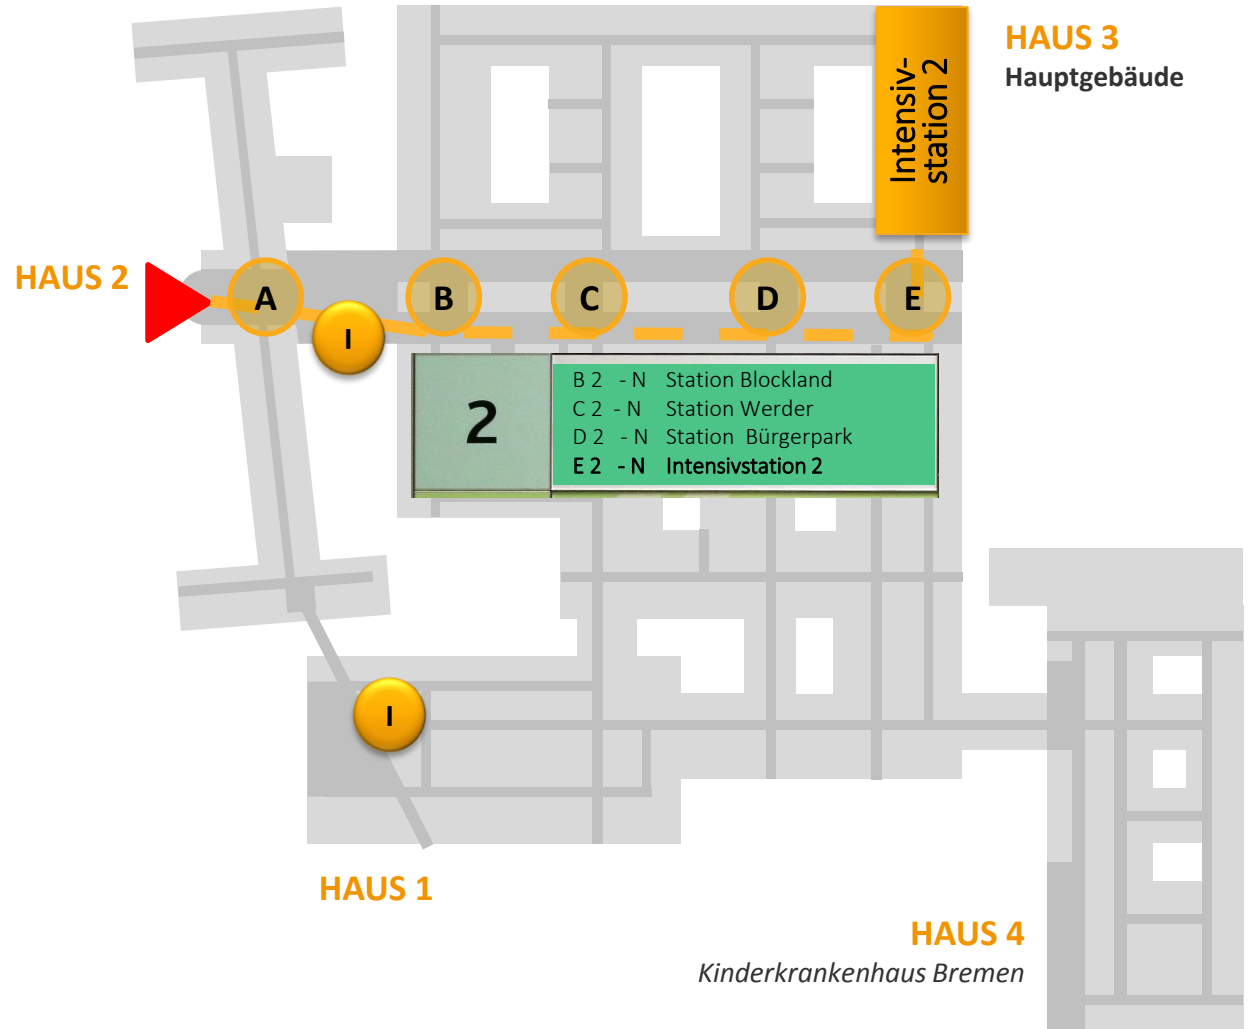 HAUS 3
Hauptgebäude
Intensiv-
station 2
HAUS 2
A
B
C
D
E
I
2
B 2 - N Station Blockland
C 2 - N Station Werder
D 2 - N Station Bürgerpark
E 2 - N Intensivstation 2
I
HAUS 1
HAUS 4
Kinderkrankenhaus Bremen